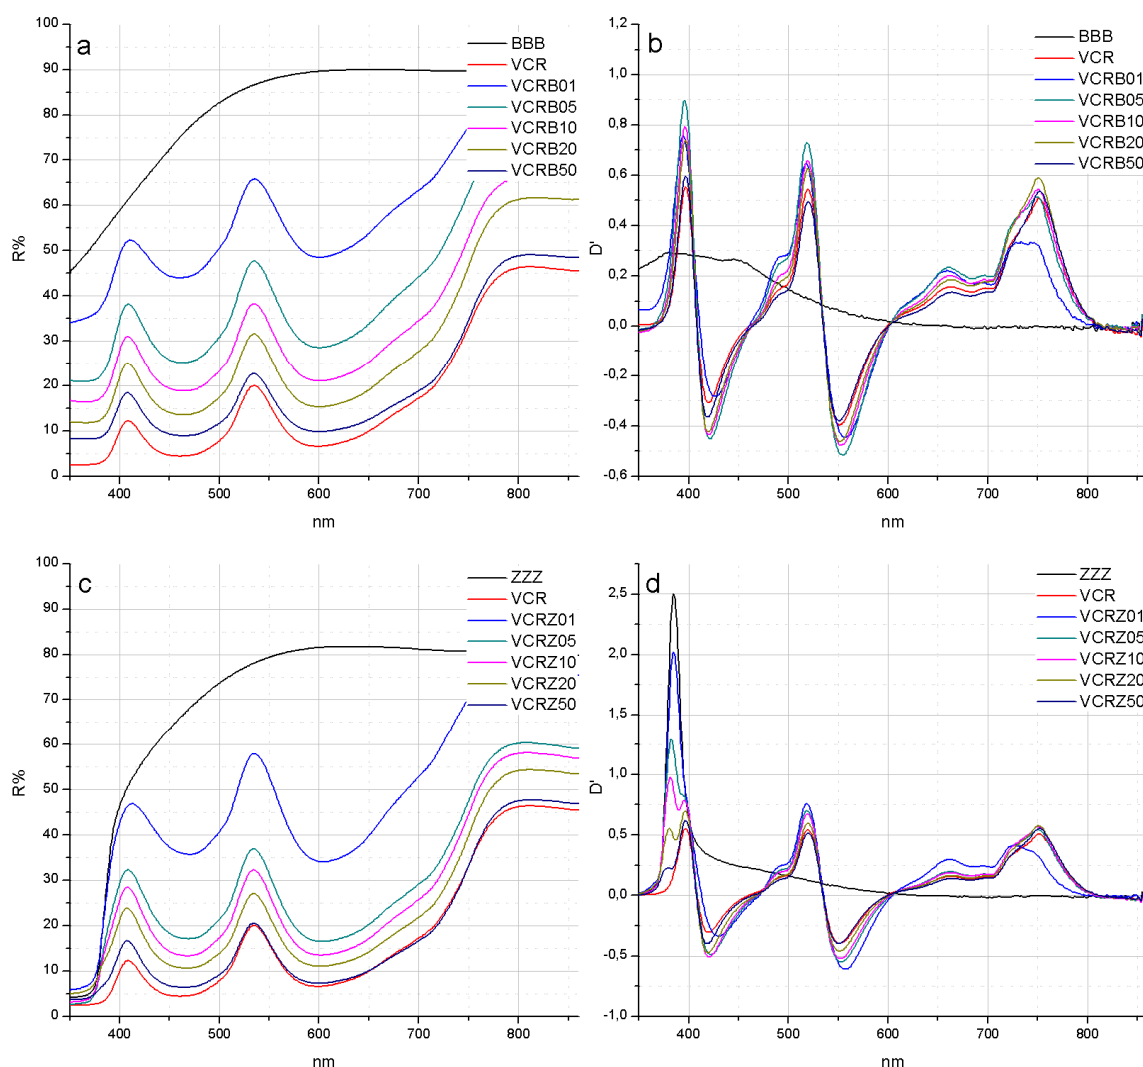 a
R%
100
90
80
70
60
50
40
30
20
10
0
400
500
600
700
800
nm
BBB
VCR
VCRB01
VCRB05
VCRB10
VCRB20
VCRB50
b
D'
1,2
1,0
0,8
0,6
0,4
0,2
0,0
-0,2
-0,4
-0,6
400
500
600
700
800
nm
BBB
VCR
VCRB01
VCRB05
VCRB10
VCRB20
VCRB50
c
R%
100
90
80
70
60
50
40
30
20
10
0
400
500
600
700
800
nm
ZZZ
VCR
VCRZ01
VCRZ05
VCRZ10
VCRZ20
VCRZ50
d
D'
2,5
2,0
1,5
1,0
0,5
0,0
-0,5
-1,0
400
500
600
700
800
nm
ZZZ
VCR
VCRZ01
VCRZ05
VCRZ10
VCRZ20
VCRZ50